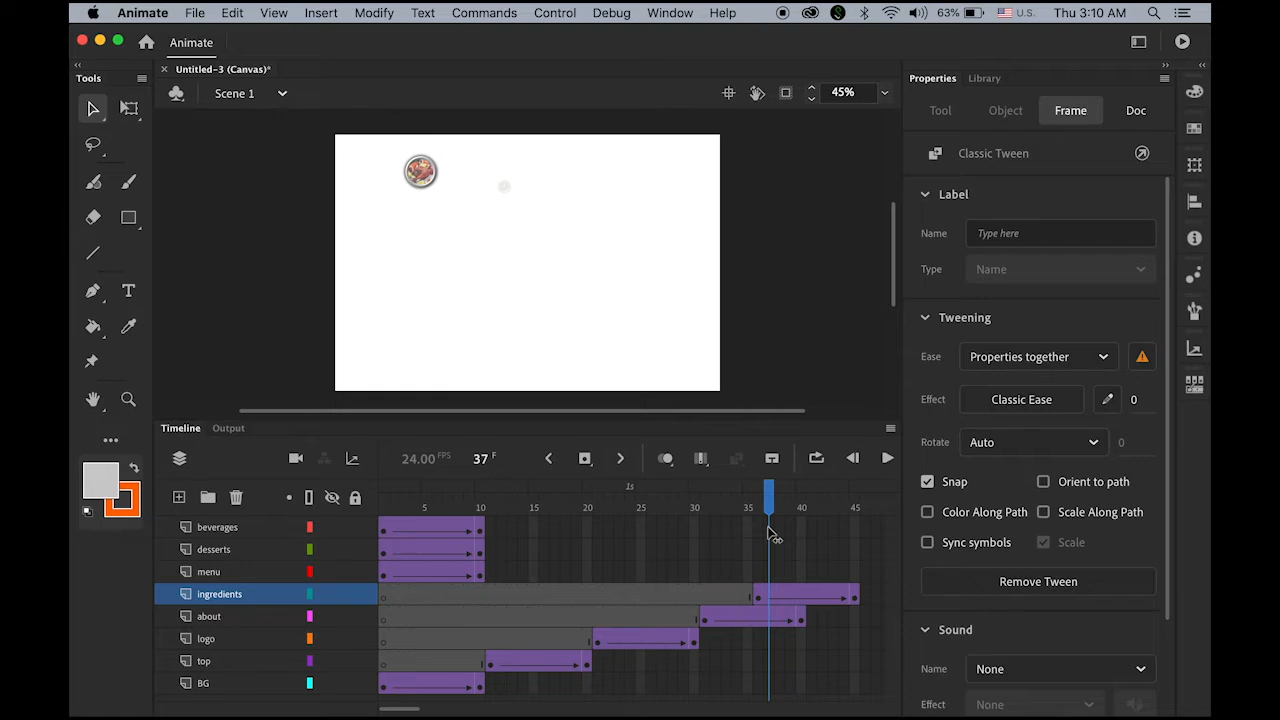 Animate File Edit View Insert Modify Text Commands Control Debug Window Help 63% U.S. Thu 3:10 AM
Animate
Tools
Untitled-3 (Canvas)*
Scene 1 45%
Properties Library
Tool Object Frame Doc
Classic Tween
Label
Name Type here
Type Name
Tweening
Ease Properties together
Effect Classic Ease 0
Rotate Auto 0
Snap Orient to path
Color Along Path Scale Along Path
Sync symbols Scale
Remove Tween
Sound
Name None
Effect None
Timeline Output
24.00 FPS 37 F
1s
5 10 15 20 25 30 35 40 45
beverages
desserts
menu
ingredients
about
logo
top
BG